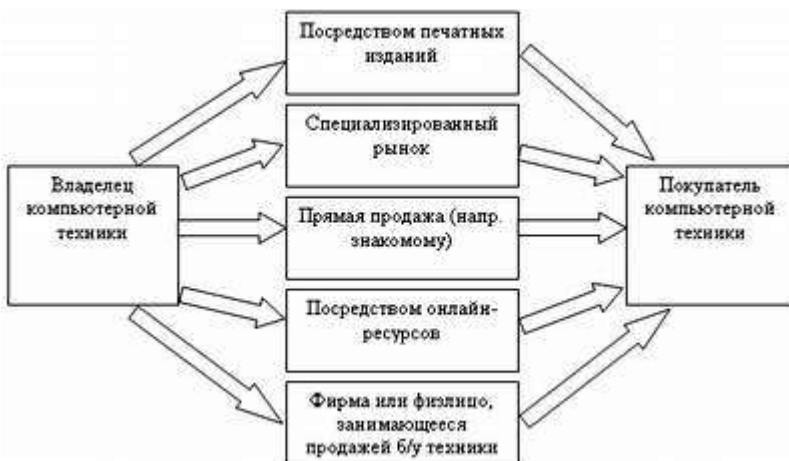 Посредством печатных
изданий
Специализированный
рынок
Владелец
компьютерной
техники
Прямая продажа (напр.
знакомому)
Покупатель
компьютерной
техники
Посредством онлайн-
ресурсов
Фирма или физлицо,
занимающееся
продажей б/у техники